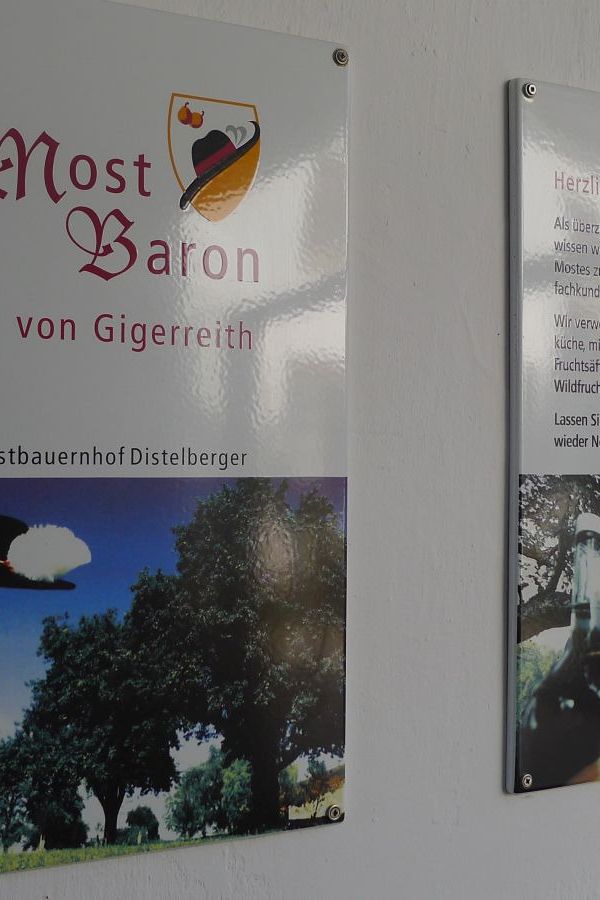 Most
Baron
von Gigerreith
stbauernhof Distelberger
Herzli
Als überz
wissen w
Mostes z
fachkund
Wir verw
küche, mi
Fruchtsäf
Wildfruch
Lassen Si
wieder N